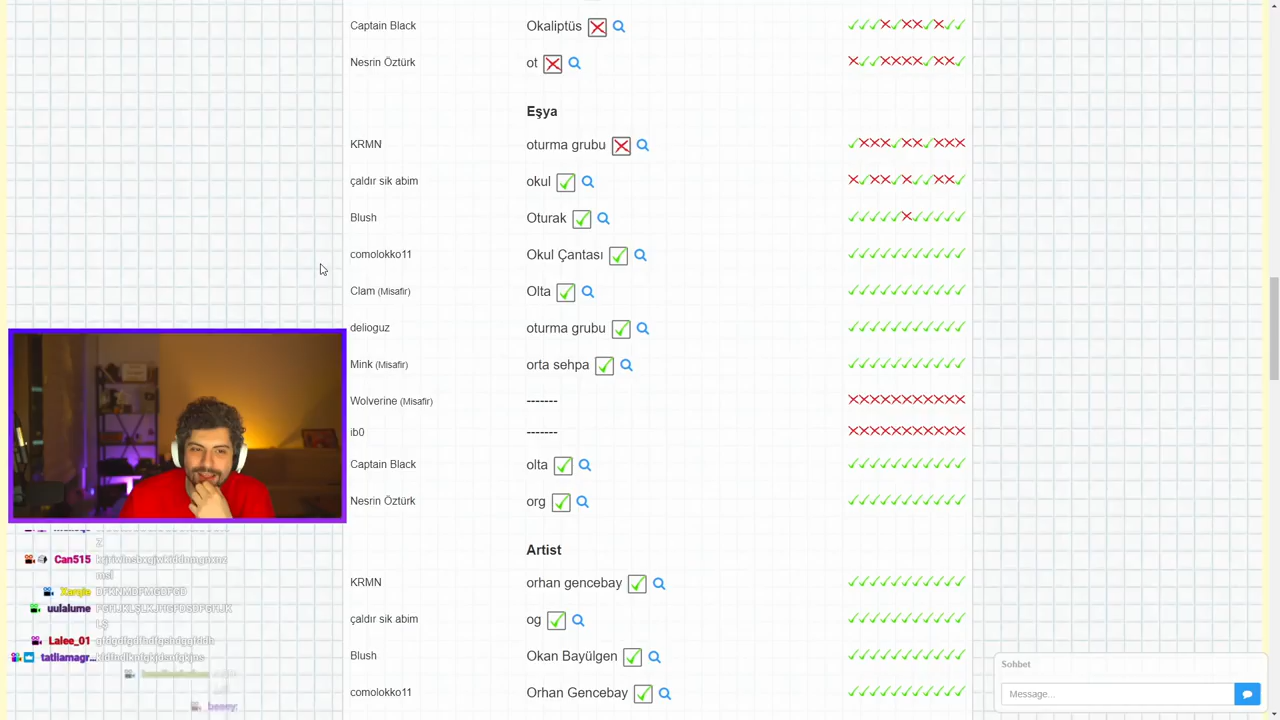 Captain Black Okaliptüs
Nesrin Öztürk ot
Eşya
KRMN oturma grubu
çaldır sik abim okul
Blush Oturak
comolokko11 Okul Çantası
Clam (Misafir) Olta
delioguz oturma grubu
Mink (Misafir) orta sehpa
Wolverine (Misafir) -------
ib0 -------
Captain Black olta
Nesrin Öztürk org
Artist
KRMN orhan gencebay
çaldır sik abim og
Blush Okan Bayülgen
comolokko11 Orhan Gencebay
Can515
msi
uulalume
Lalee_01
tatliamagr...
Sohbet
Message...